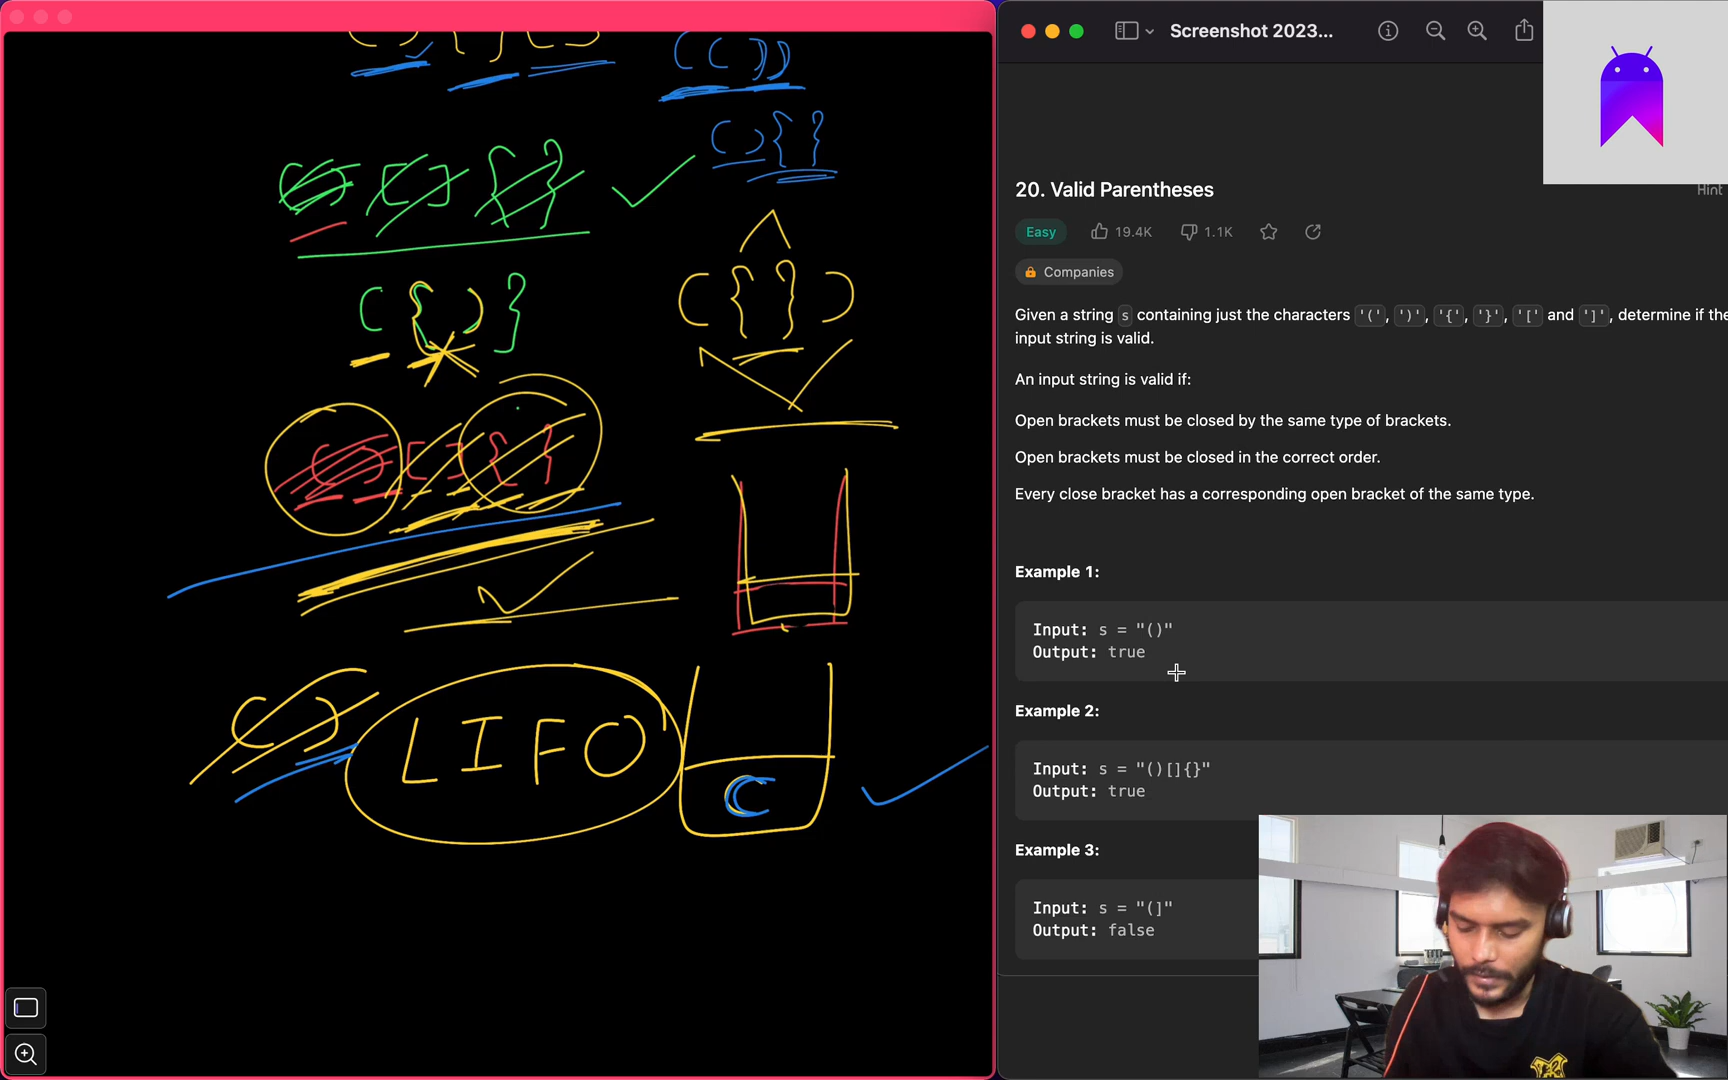 ( ) [ ] ( )
( ( ) )
( ) { }
( ) [ ] { }
( { ) }
( { } )
( ) [ ] { }
( ) LIFO (
Screenshot 2023...
Hint
20. Valid Parentheses
Easy 19.4K 1.1K
Companies
Given a string s containing just the characters '(', ')', '{', '}', '[' and ']', determine if the
input string is valid.
An input string is valid if:
Open brackets must be closed by the same type of brackets.
Open brackets must be closed in the correct order.
Every close bracket has a corresponding open bracket of the same type.
Example 1:
Input: s = "()"
Output: true
Example 2:
Input: s = "()[]{}"
Output: true
Example 3:
Input: s = "(]"
Output: false